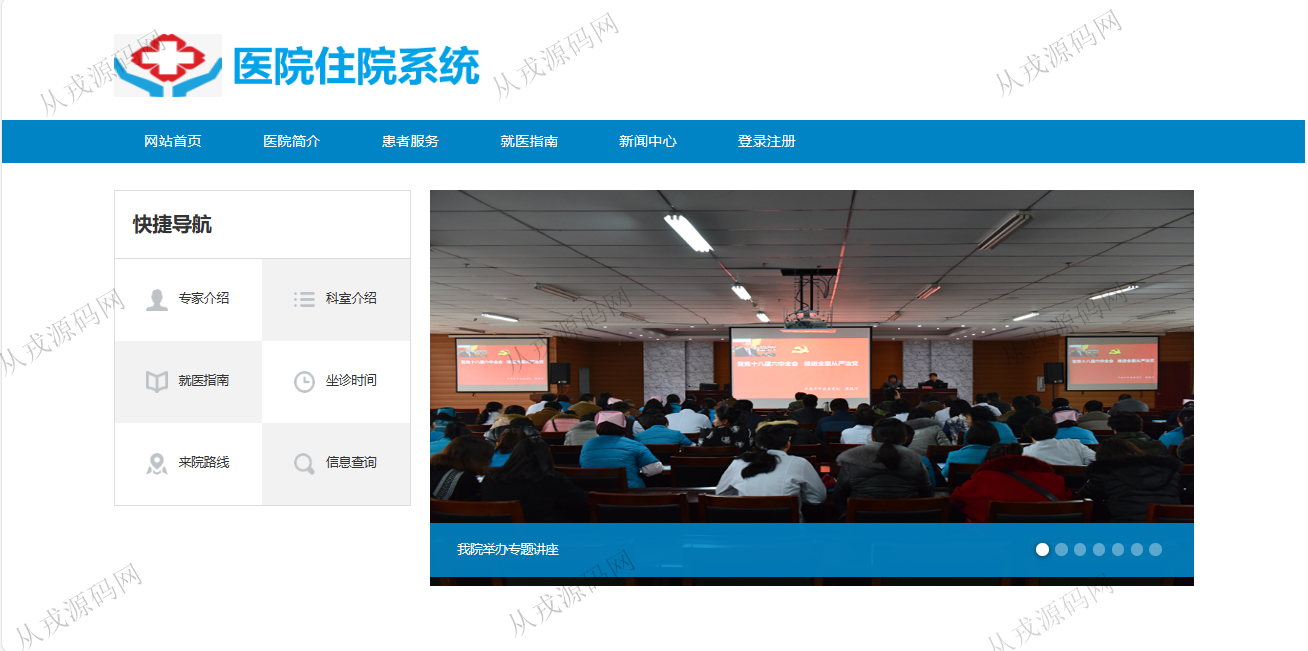 医院住院系统
网站首页 医院简介 患者服务 就医指南 新闻中心 登录注册
快捷导航
专家介绍 科室介绍
就医指南 坐诊时间
来院路线 信息查询
我院举办专题讲座
从戎源码网
从戎源码网
从戎源码网
从戎源码网
从戎源码网
从戎源码网
从戎源码网
从戎源码网
从戎源码网